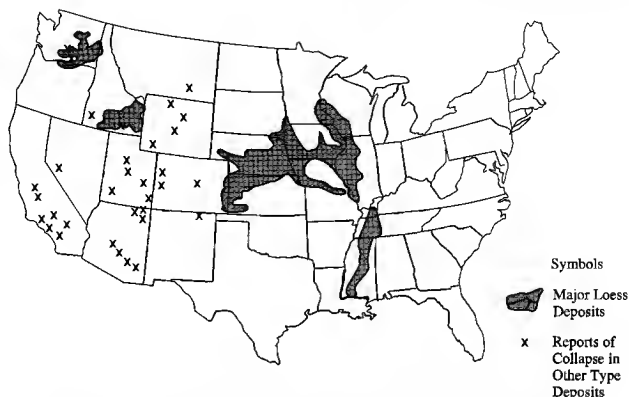 Symbols
Major Loess
Deposits
x Reports of
Collapse in
Other Type
Deposits